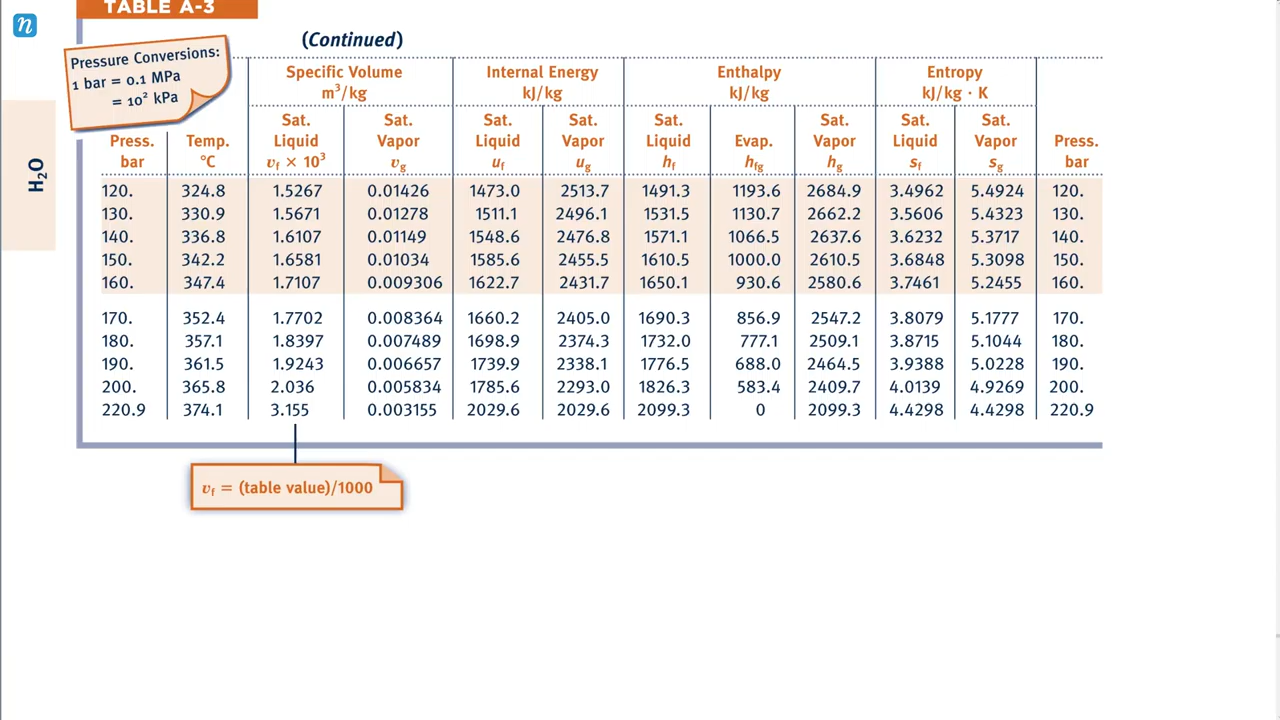 TABLE A-3
n
(Continued)
Pressure Conversions:
1 bar = 0.1 MPa
= 10² kPa
H₂O
Specific Volume Internal Energy Enthalpy Entropy
m³/kg kJ/kg kJ/kg kJ/kg · K
Sat. Sat. Sat. Sat. Sat. Sat. Sat. Sat.
Press. Temp. Liquid Vapor Liquid Vapor Liquid Evap. Vapor Liquid Vapor Press.
bar °C vf × 10³ vg uf ug hf hfg hg sf sg bar
120. 324.8 1.5267 0.01426 1473.0 2513.7 1491.3 1193.6 2684.9 3.4962 5.4924 120.
130. 330.9 1.5671 0.01278 1511.1 2496.1 1531.5 1130.7 2662.2 3.5606 5.4323 130.
140. 336.8 1.6107 0.01149 1548.6 2476.8 1571.1 1066.5 2637.6 3.6232 5.3717 140.
150. 342.2 1.6581 0.01034 1585.6 2455.5 1610.5 1000.0 2610.5 3.6848 5.3098 150.
160. 347.4 1.7107 0.009306 1622.7 2431.7 1650.1 930.6 2580.6 3.7461 5.2455 160.
170. 352.4 1.7702 0.008364 1660.2 2405.0 1690.3 856.9 2547.2 3.8079 5.1777 170.
180. 357.1 1.8397 0.007489 1698.9 2374.3 1732.0 777.1 2509.1 3.8715 5.1044 180.
190. 361.5 1.9243 0.006657 1739.9 2338.1 1776.5 688.0 2464.5 3.9388 5.0228 190.
200. 365.8 2.036 0.005834 1785.6 2293.0 1826.3 583.4 2409.7 4.0139 4.9269 200.
220.9 374.1 3.155 0.003155 2029.6 2029.6 2099.3 0 2099.3 4.4298 4.4298 220.9
vf = (table value)/1000